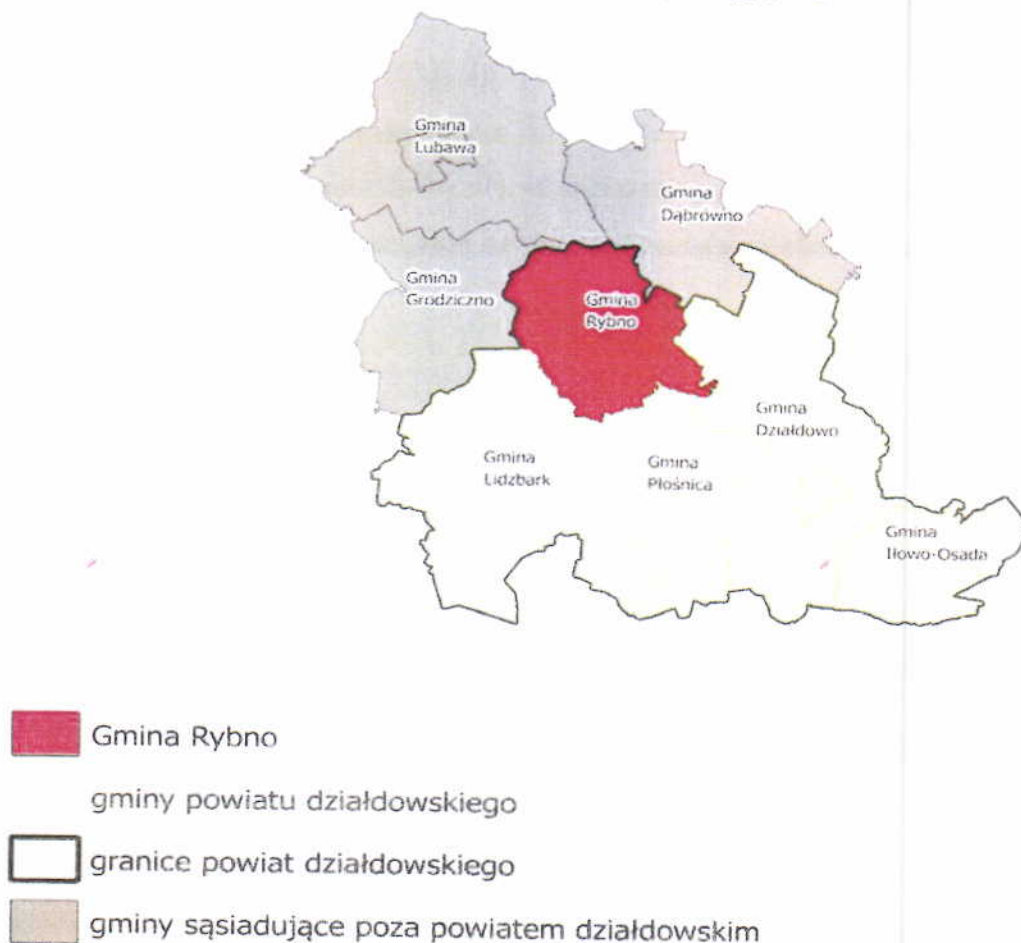 Gmina
Lubawa
Gmina
Dąbrówno
Gmina
Grodziczno
Gmina
Rybno
Gmina
Działdowo
Gmina
Lidzbark
Gmina
Płośnica
Gmina
Iłowo-Osada
Gmina Rybno
gminy powiatu działdowskiego
granice powiat działdowskiego
gminy sąsiadujące poza powiatem działdowskim